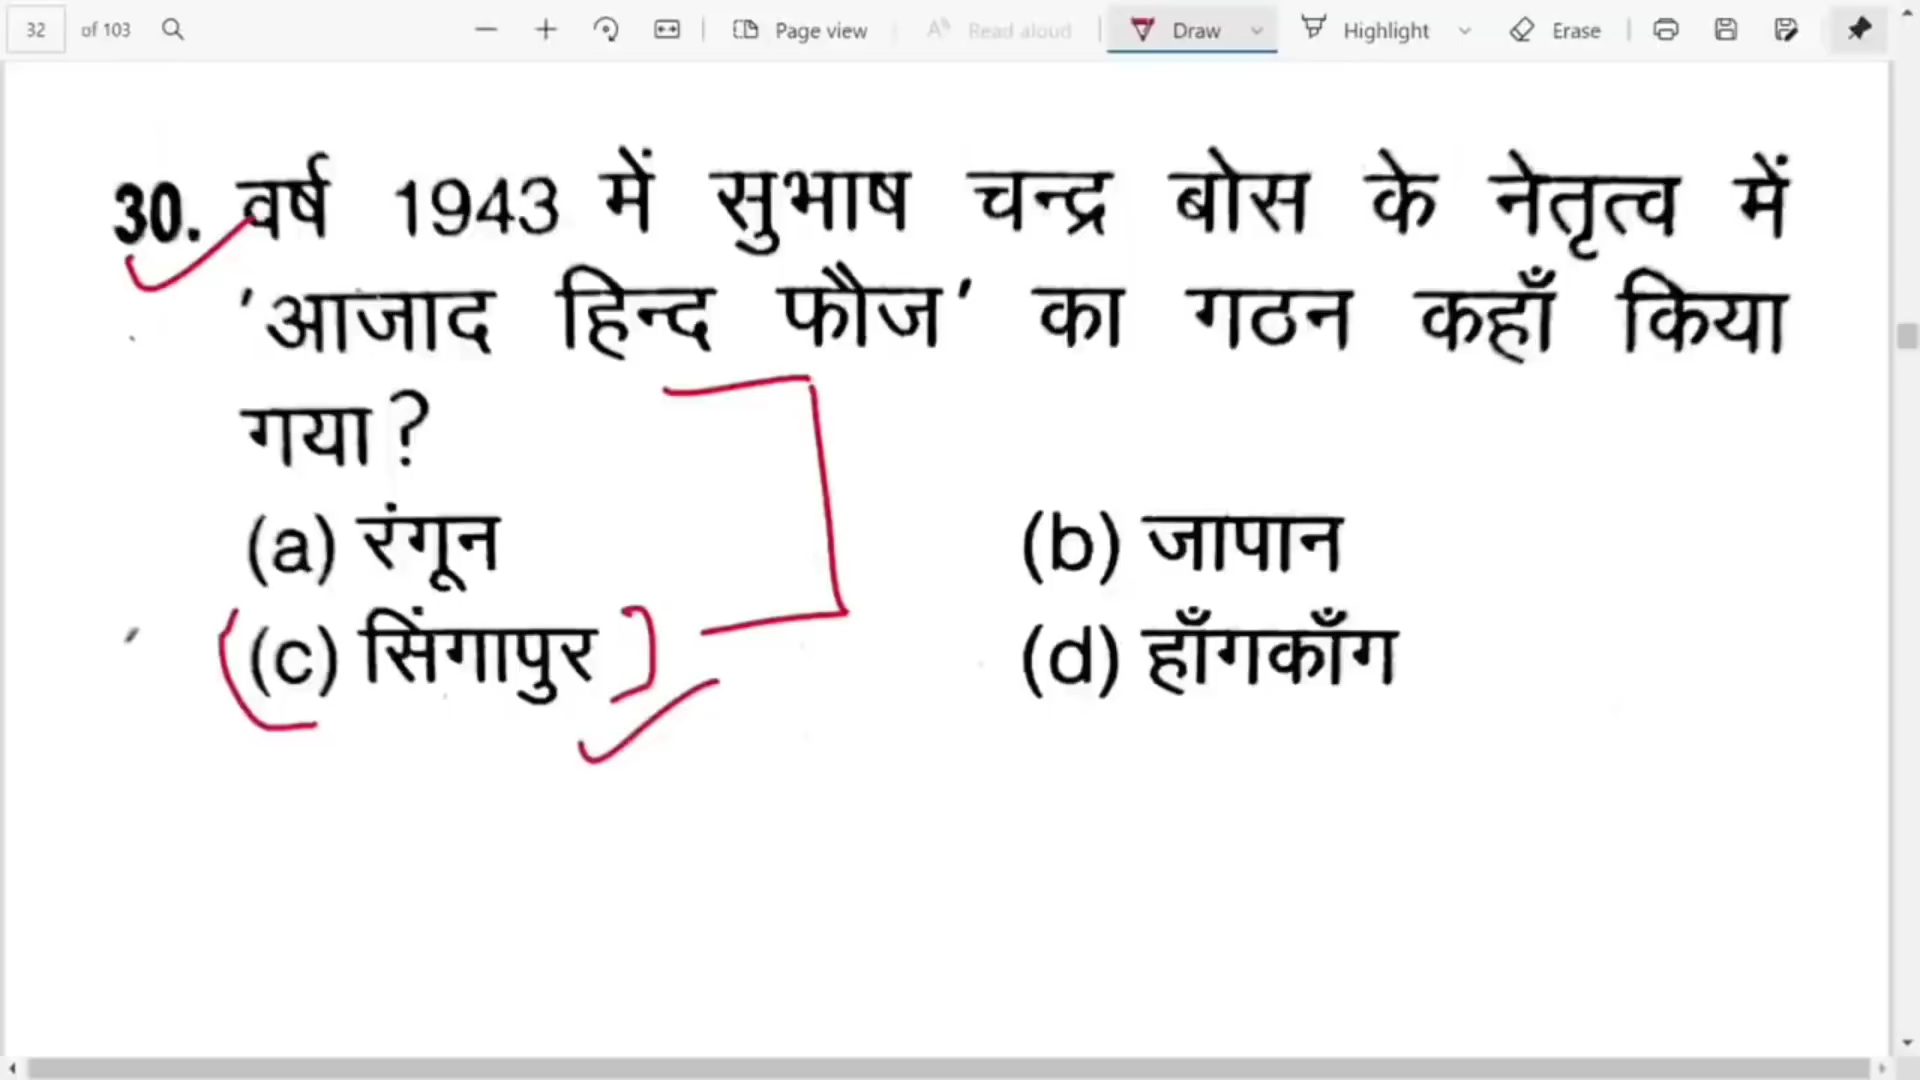 32 of 103 Page view Read aloud Draw Highlight Erase
30. वर्ष 1943 में सुभाष चन्द्र बोस के नेतृत्व में
'आजाद हिन्द फौज' का गठन कहाँ किया
गया?
(a) रंगून (b) जापान
(c) सिंगापुर (d) हाँगकाँग